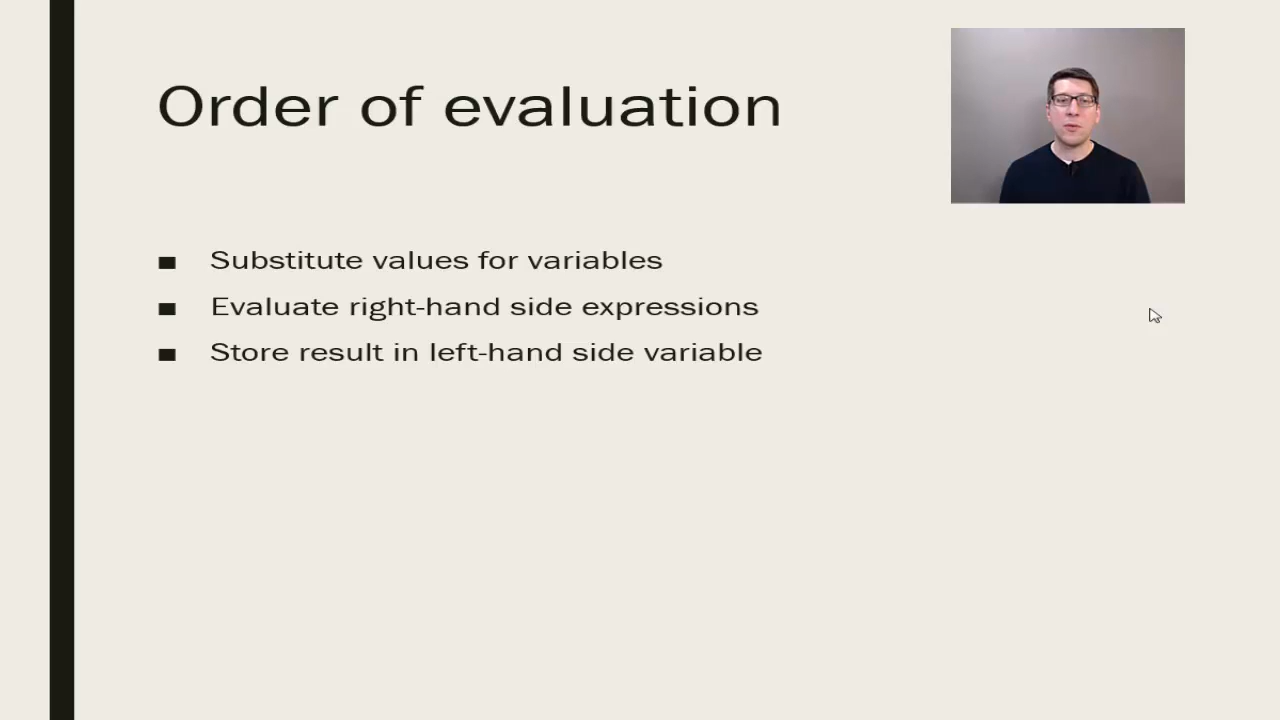 Order of evaluation
Substitute values for variables
Evaluate right-hand side expressions
Store result in left-hand side variable